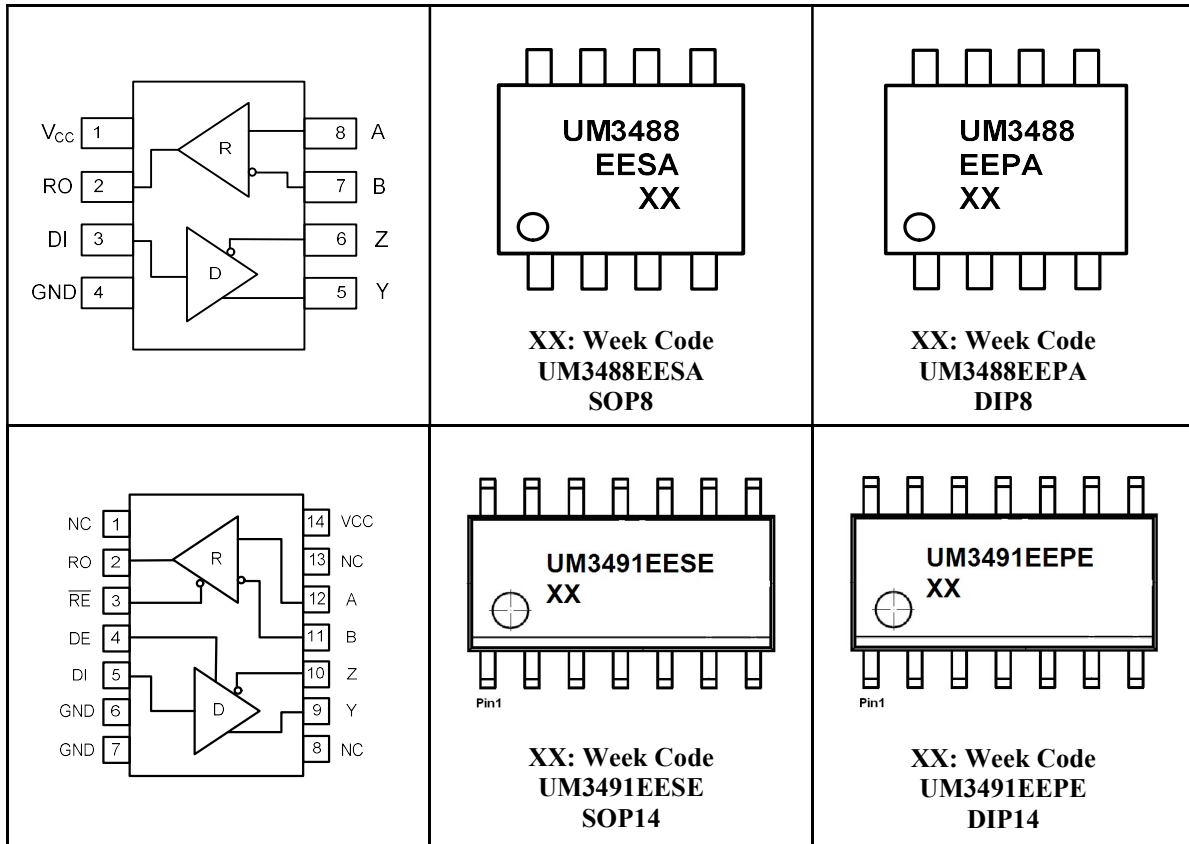 V_CC 1
RO 2
DI 3
GND 4
R
D
8 A
7 B
6 Z
5 Y
UM3488
EESA
XX
XX: Week Code
UM3488EESA
SOP8
UM3488
EEPA
XX
XX: Week Code
UM3488EEPA
DIP8
NC 1
RO 2
R̅E̅ 3
DE 4
DI 5
GND 6
GND 7
R
D
14 VCC
13 NC
12 A
11 B
10 Z
9 Y
8 NC
UM3491EESE
XX
Pin1
XX: Week Code
UM3491EESE
SOP14
UM3491EEPE
XX
Pin1
XX: Week Code
UM3491EEPE
DIP14